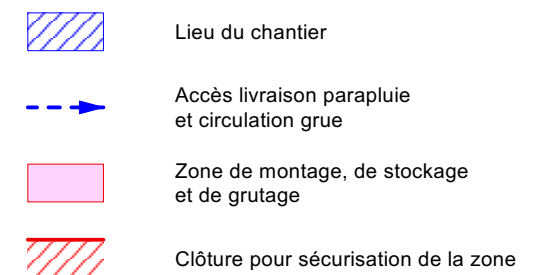 Lieu du chantier
Accès livraison parapluie
et circulation grue
Zone de montage, de stockage
et de grutage
Clôture pour sécurisation de la zone